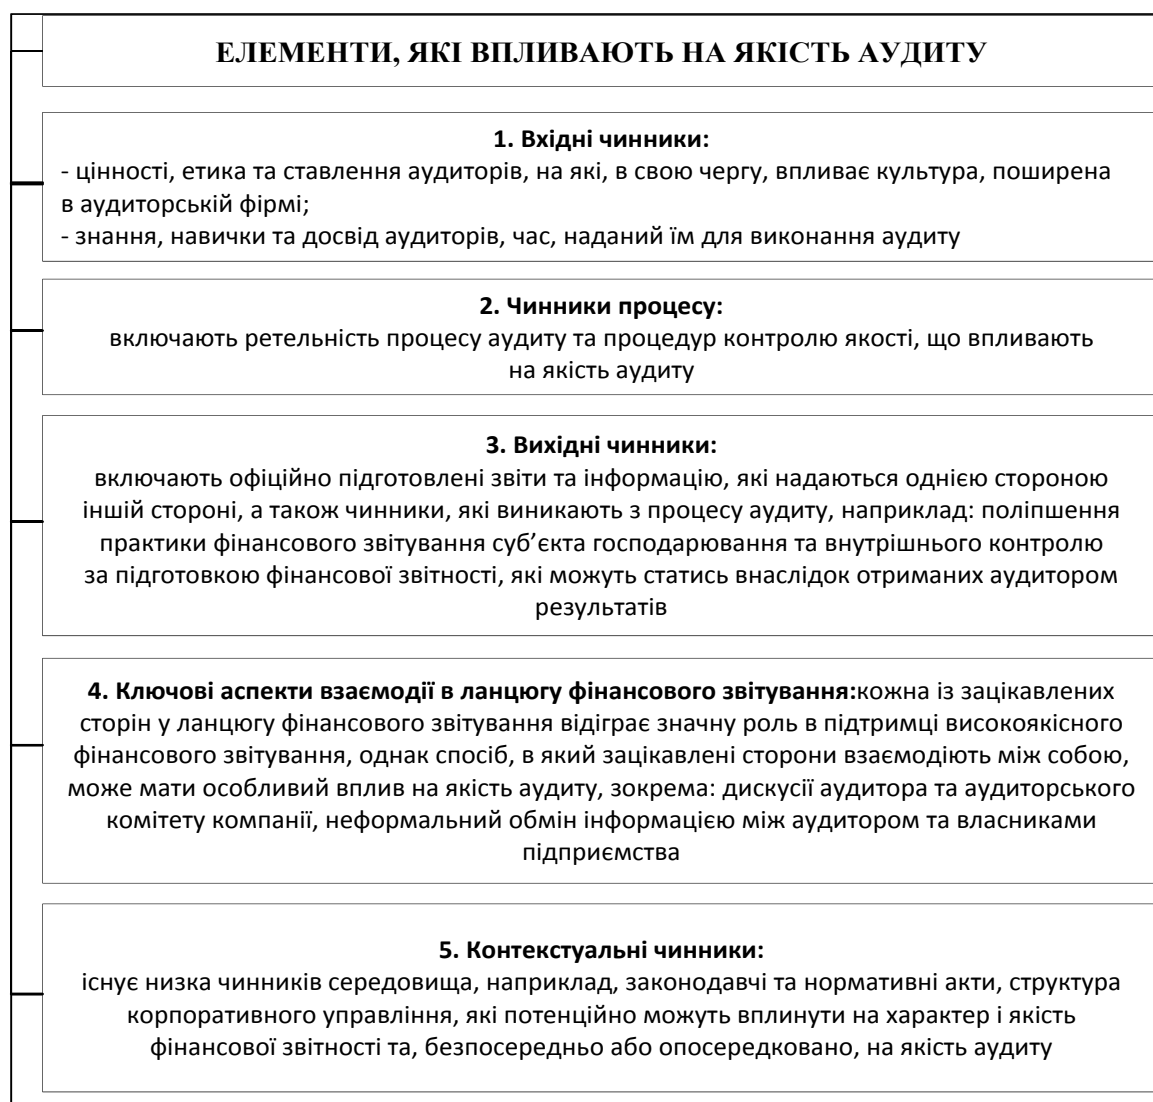 ЕЛЕМЕНТИ, ЯКІ ВПЛИВАЮТЬ НА ЯКІСТЬ АУДИТУ
1. Вхідні чинники:
- цінності, етика та ставлення аудиторів, на які, в свою чергу, впливає культура, поширена
в аудиторській фірмі;
- знання, навички та досвід аудиторів, час, наданий їм для виконання аудиту
2. Чинники процесу:
включають ретельність процесу аудиту та процедур контролю якості, що впливають
на якість аудиту
3. Вихідні чинники:
включають офіційно підготовлені звіти та інформацію, які надаються однією стороною
іншій стороні, а також чинники, які виникають з процесу аудиту, наприклад: поліпшення
практики фінансового звітування суб’єкта господарювання та внутрішнього контролю
за підготовкою фінансової звітності, які можуть статись внаслідок отриманих аудитором
результатів
4. Ключові аспекти взаємодії в ланцюгу фінансового звітування:кожна із зацікавлених
сторін у ланцюгу фінансового звітування відіграє значну роль в підтримці високоякісного
фінансового звітування, однак спосіб, в який зацікавлені сторони взаємодіють між собою,
може мати особливий вплив на якість аудиту, зокрема: дискусії аудитора та аудиторського
комітету компанії, неформальний обмін інформацією між аудитором та власниками
підприємства
5. Контекстуальні чинники:
існує низка чинників середовища, наприклад, законодавчі та нормативні акти, структура
корпоративного управління, які потенційно можуть вплинути на характер і якість
фінансової звітності та, безпосередньо або опосередковано, на якість аудиту